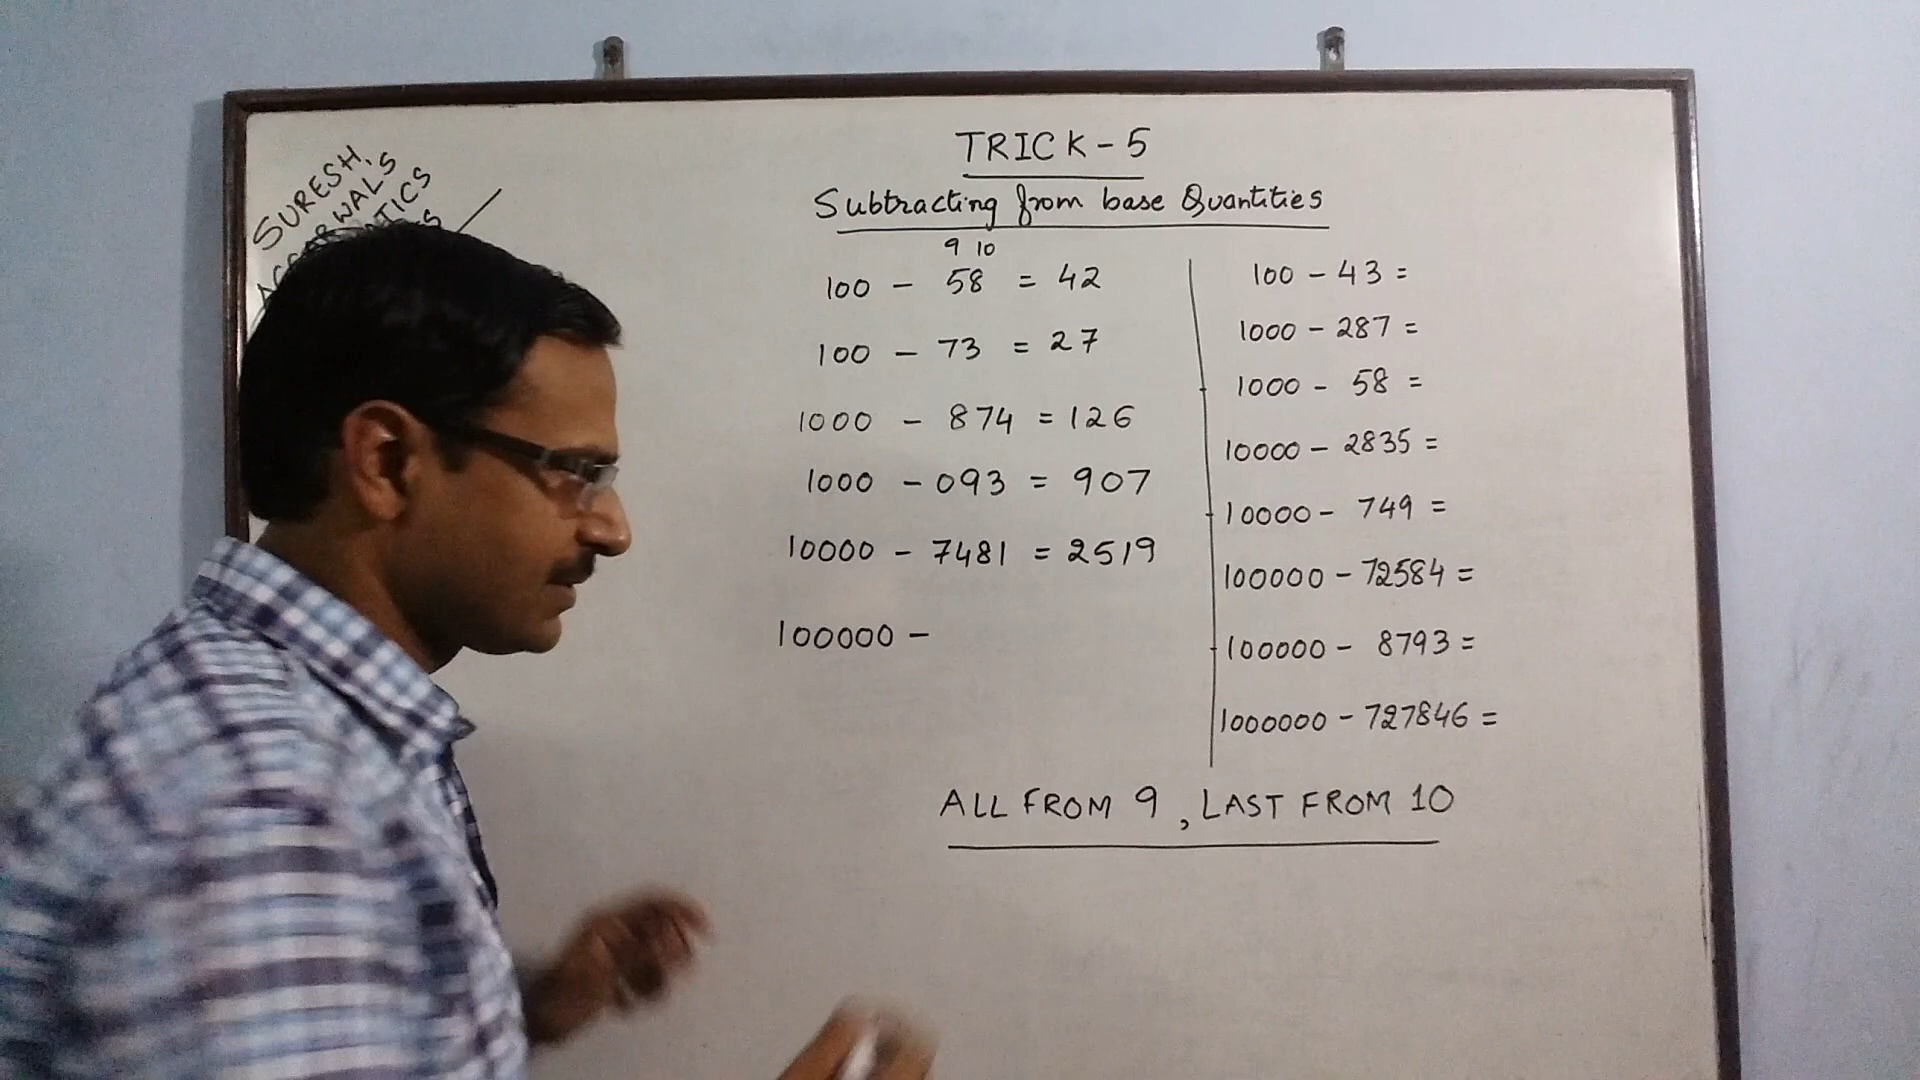 SURESH
TRICK-5
Subtracting from base Quantities
9 10
100 - 58 = 42
100 - 73 = 27
1000 - 874 = 126
1000 - 093 = 907
10000 - 7481 = 2519
100000 -
100 - 43 =
1000 - 287 =
1000 - 58 =
10000 - 2835 =
10000 - 749 =
100000 - 72584 =
100000 - 8793 =
1000000 - 727846 =
ALL FROM 9, LAST FROM 10